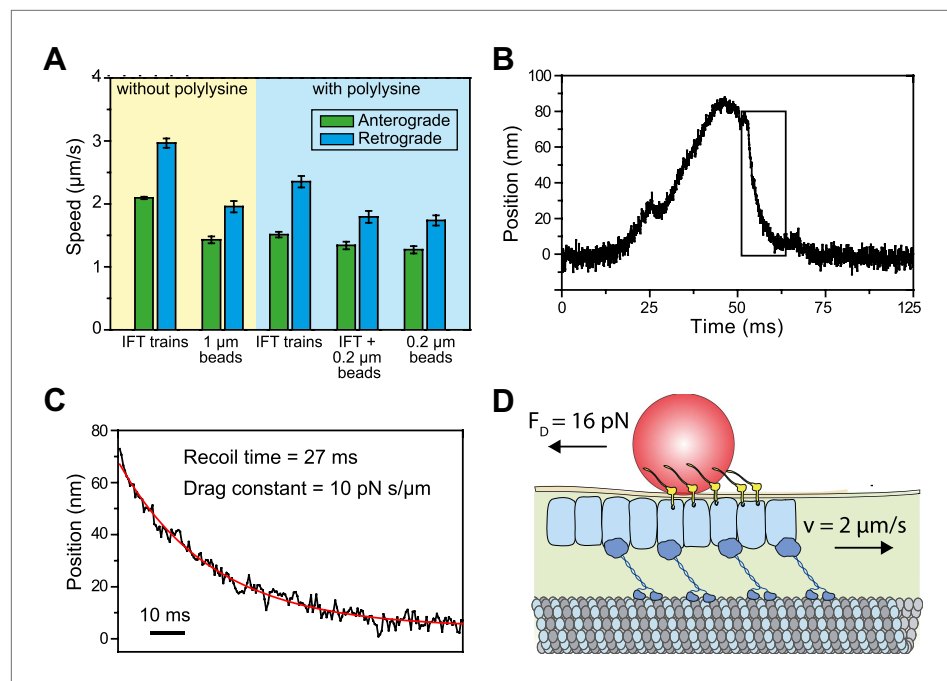 A
without polylysine
with polylysine
Anterograde
Retrograde
Speed (µm/s)
4
3
2
1
0
IFT trains
1 µm
beads
IFT trains
IFT +
0.2 µm
beads
0.2 µm
beads
B
Position (nm)
100
80
60
40
20
0
0
25
50
75
125
Time (ms)
C
Position (nm)
80
60
40
20
0
Recoil time = 27 ms
Drag constant = 10 pN s/µm
10 ms
D
F_D = 16 pN
v = 2 µm/s